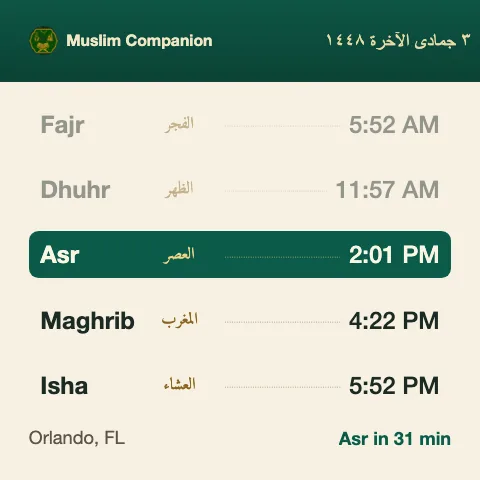 Muslim Companion ٣ جمادى الآخرة ١٤٤٨
Fajr الفجر 5:52 AM
Dhuhr الظهر 11:57 AM
Asr العصر 2:01 PM
Maghrib المغرب 4:22 PM
Isha العشاء 5:52 PM
Orlando, FL Asr in 31 min